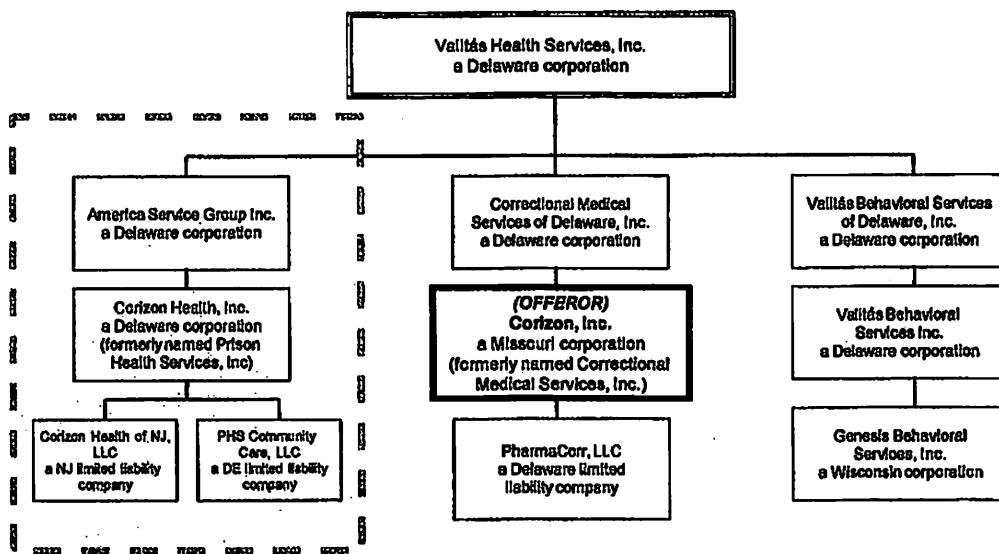 Valitás Health Services, Inc.
a Delaware corporation
America Service Group Inc.
a Delaware corporation
Correctional Medical
Services of Delaware, Inc.
a Delaware corporation
Valitás Behavioral Services
of Delaware, Inc.
a Delaware corporation
Corizon Health, Inc.
a Delaware corporation
(formerly named Prison
Health Services, Inc)
(OFFEROR)
Corizon, Inc.
a Missouri corporation
(formerly named Correctional
Medical Services, Inc.)
Valitás Behavioral
Services Inc.
a Delaware corporation
Corizon Health of NJ,
LLC
a NJ limited liability
company
PHS Community
Care, LLC
a DE limited liability
company
PharmaCorr, LLC
a Delaware limited
liability company
Genesis Behavioral
Services, Inc.
a Wisconsin corporation